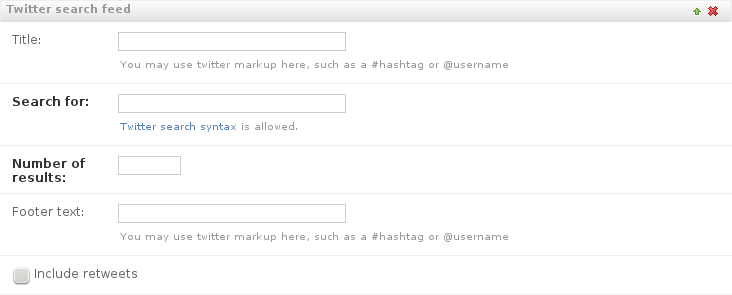 Twitter search feed
Title:
You may use twitter markup here, such as a #hashtag or @username
Search for:
Twitter search syntax is allowed.
Number of
results:
Footer text:
You may use twitter markup here, such as a #hashtag or @username
Include retweets